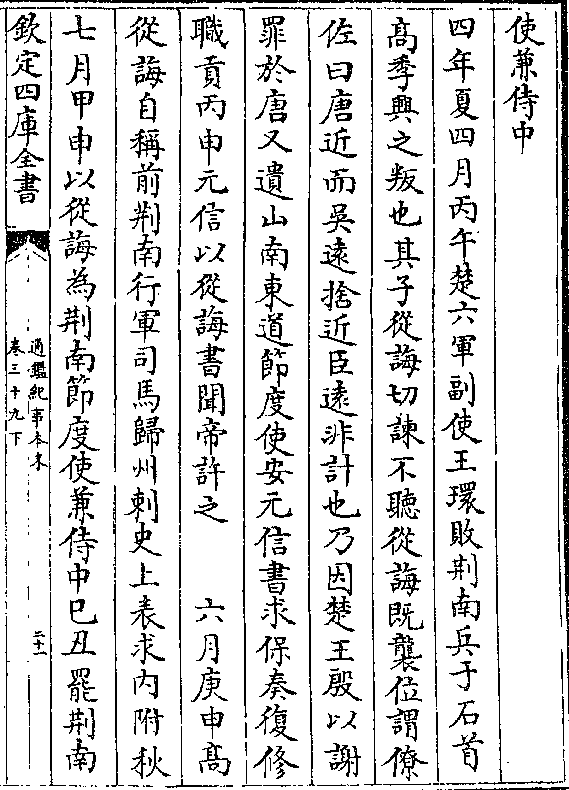 使兼侍中
四年夏四月丙午楚六軍副使王環敗荆南兵于石首
髙季興之叛也其子從誨切諫不聽從誨既襲位謂僚
佐曰唐近而吳逺捨近臣逺非計也乃因楚王殷以謝
罪於唐又遺山南東道節度使安元信書求保奏復修
職貢丙申元信以從誨書聞帝許之　六月庚申髙
從誨自稱前荆南行軍司馬歸州刺史上表求内附秋
七月甲申以從誨為荆南節度使兼侍中己丑罷荆南
欽定四庫全書
通鑑紀事本末
卷三十九下
二十一